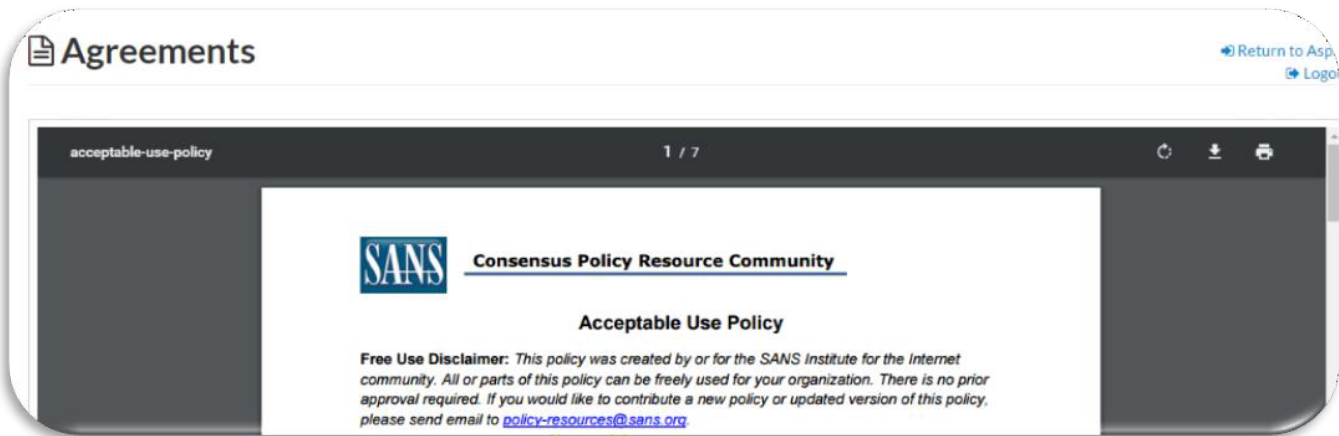 Agreements
Return to Asp
Logo
acceptable-use-policy
1 / 7
SANS
Consensus Policy Resource Community
Acceptable Use Policy
Free Use Disclaimer: This policy was created by or for the SANS Institute for the Internet
community. All or parts of this policy can be freely used for your organization. There is no prior
approval required. If you would like to contribute a new policy or updated version of this policy,
please send email to policy-resources@sans.org.